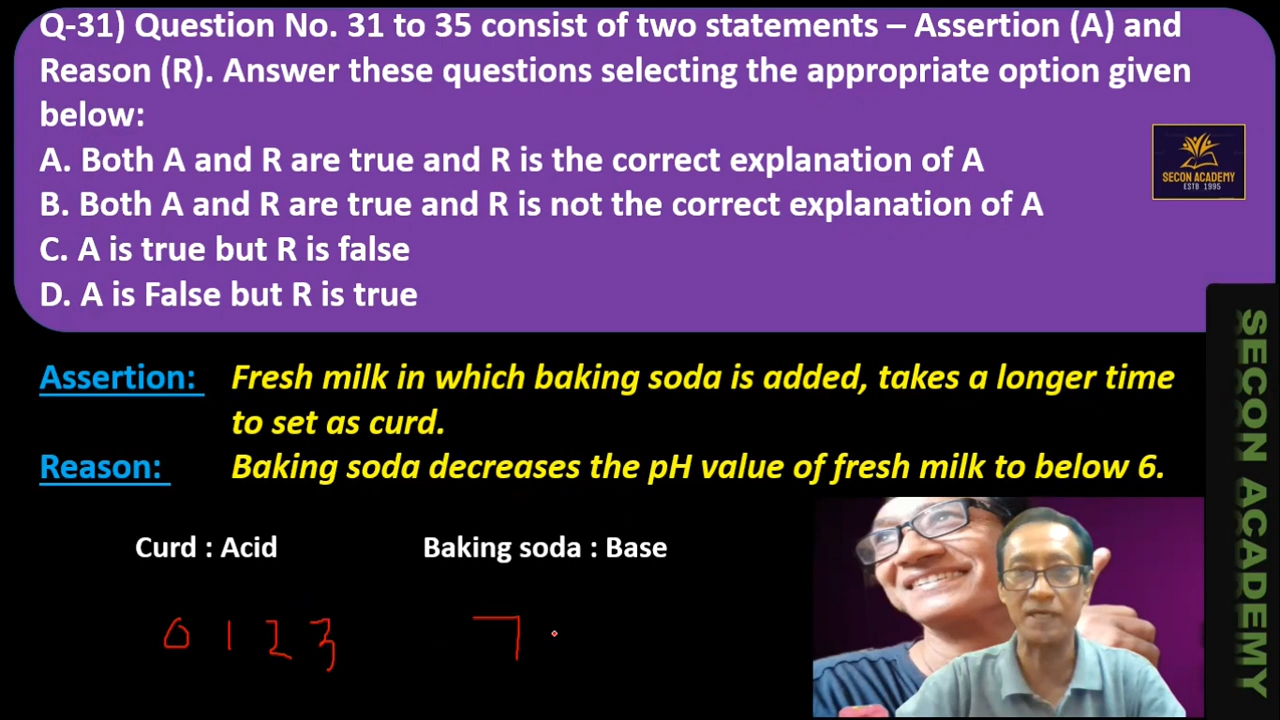 Q-31) Question No. 31 to 35 consist of two statements – Assertion (A) and
Reason (R). Answer these questions selecting the appropriate option given
below:
A. Both A and R are true and R is the correct explanation of A
B. Both A and R are true and R is not the correct explanation of A
C. A is true but R is false
D. A is False but R is true
SECON ACADEMY
ESTB 1995
Assertion: Fresh milk in which baking soda is added, takes a longer time
to set as curd.
Reason: Baking soda decreases the pH value of fresh milk to below 6.
Curd : Acid Baking soda : Base
0 1 2 3 7
SECON ACADEMY